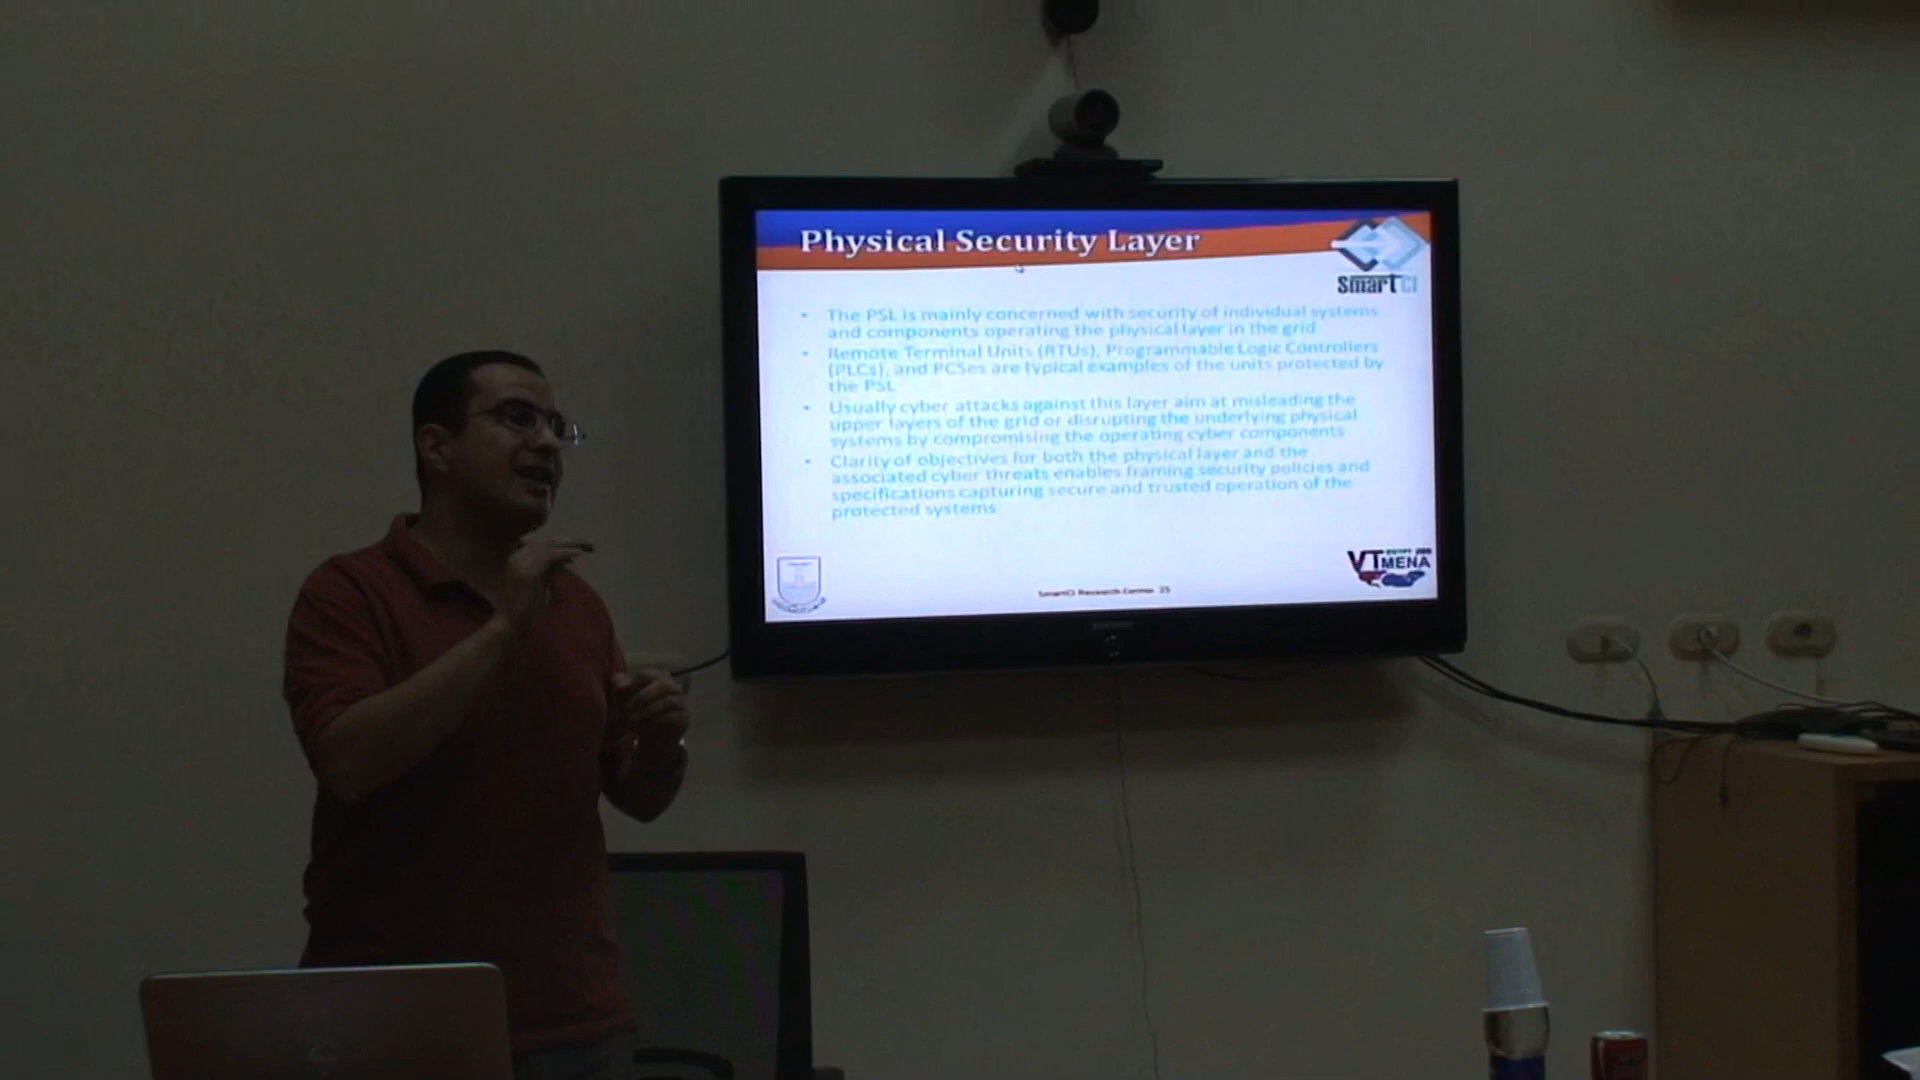 Physical Security Layer
SmartCI
• The PSL is mainly concerned with security of individual systems
and components operating the physical layer in the grid
• Remote Terminal Units (RTUs), Programmable Logic Controllers
(PLCs), and PCSes are typical examples of the units protected by
the PSL
• Usually cyber attacks against this layer aim at misleading the
upper layers of the grid or disrupting the underlying physical
systems by compromising the operating cyber components
• Clarity of objectives for both the physical layer and the
associated cyber threats enables framing security policies and
specifications capturing secure and trusted operation of the
protected systems
VT MENA
SmartCI Research Center 25